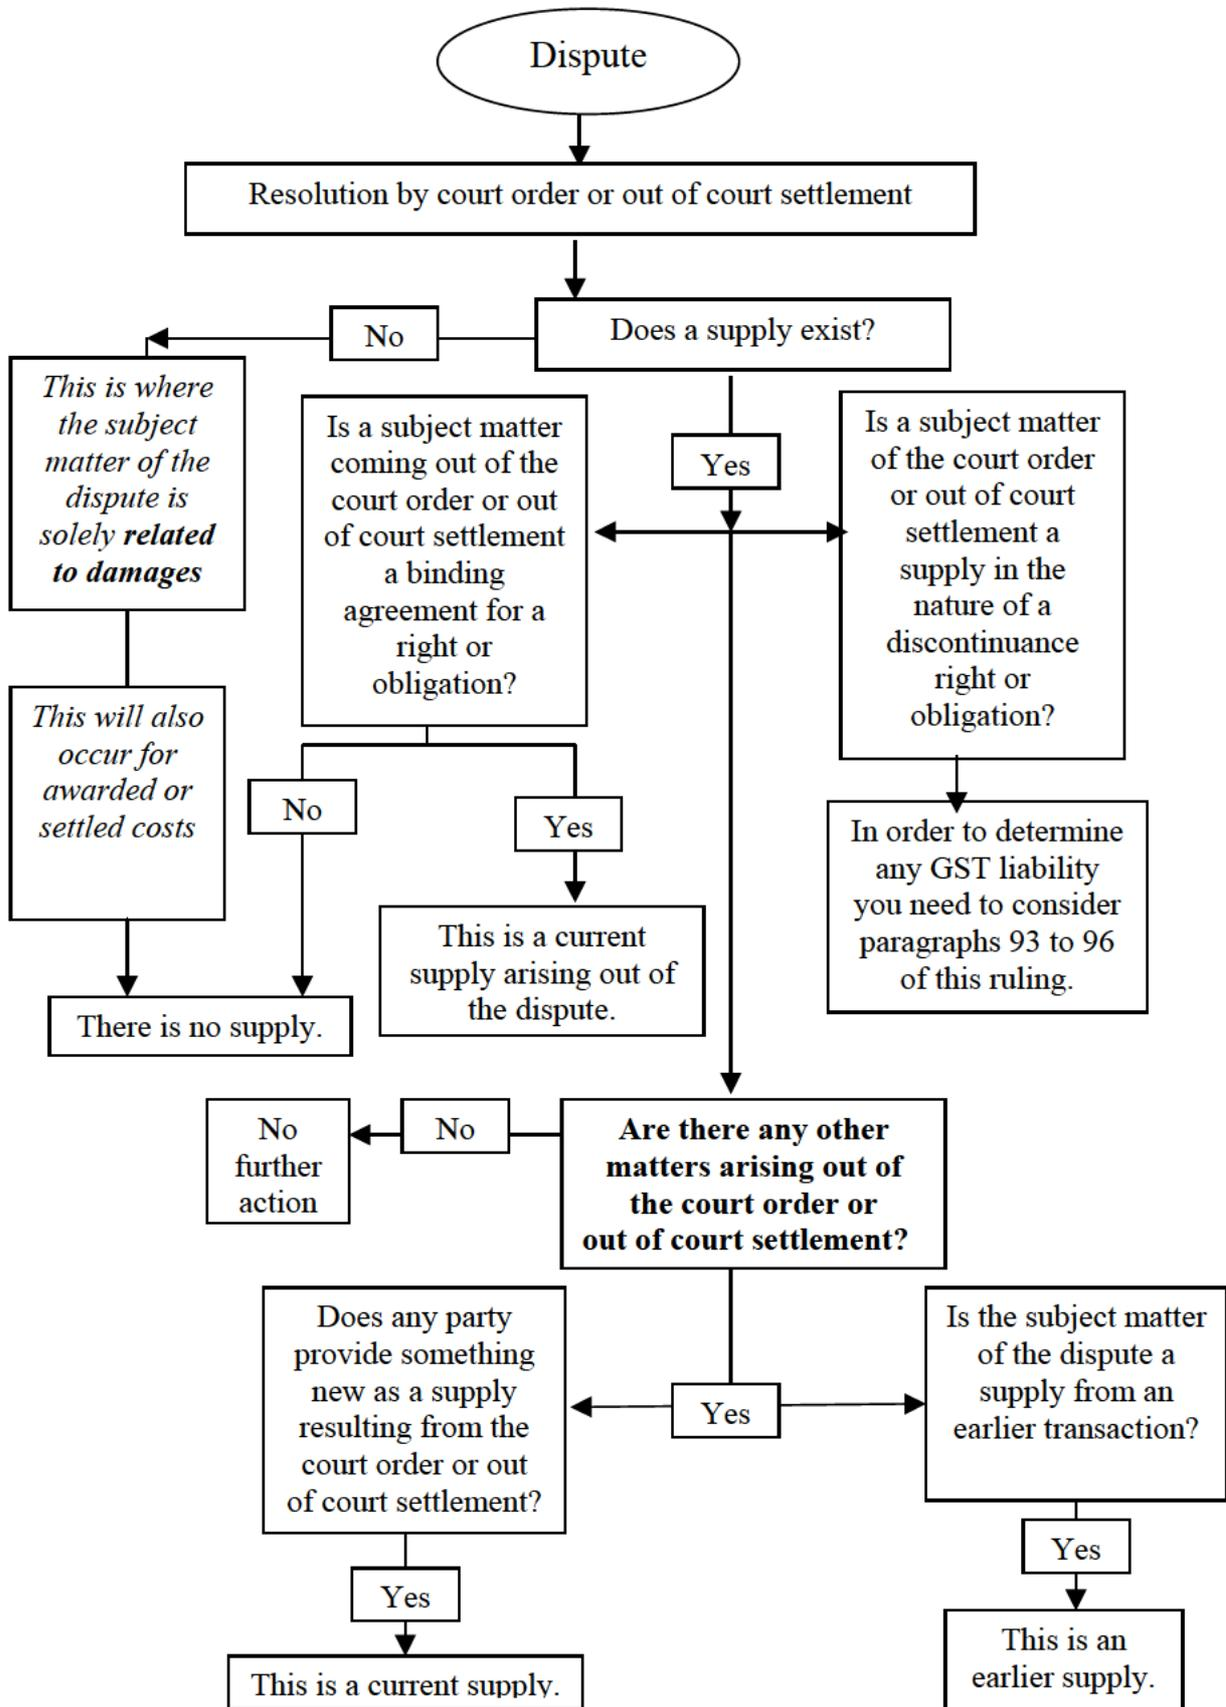 Dispute
Resolution by court order or out of court settlement
Does a supply exist?
No
This is where
the subject
matter of the
dispute is
solely related
to damages
This will also
occur for
awarded or
settled costs
Yes
Is a subject matter
coming out of the
court order or out
of court settlement
a binding
agreement for a
right or
obligation?
No
Yes
There is no supply.
This is a current
supply arising out of
the dispute.
Is a subject matter
of the court order
or out of court
settlement a
supply in the
nature of a
discontinuance
right or
obligation?
In order to determine
any GST liability
you need to consider
paragraphs 93 to 96
of this ruling.
Are there any other
matters arising out of
the court order or
out of court settlement?
No
No
further
action
Yes
Does any party
provide something
new as a supply
resulting from the
court order or out
of court settlement?
Yes
This is a current supply.
Is the subject matter
of the dispute a
supply from an
earlier transaction?
Yes
This is an
earlier supply.